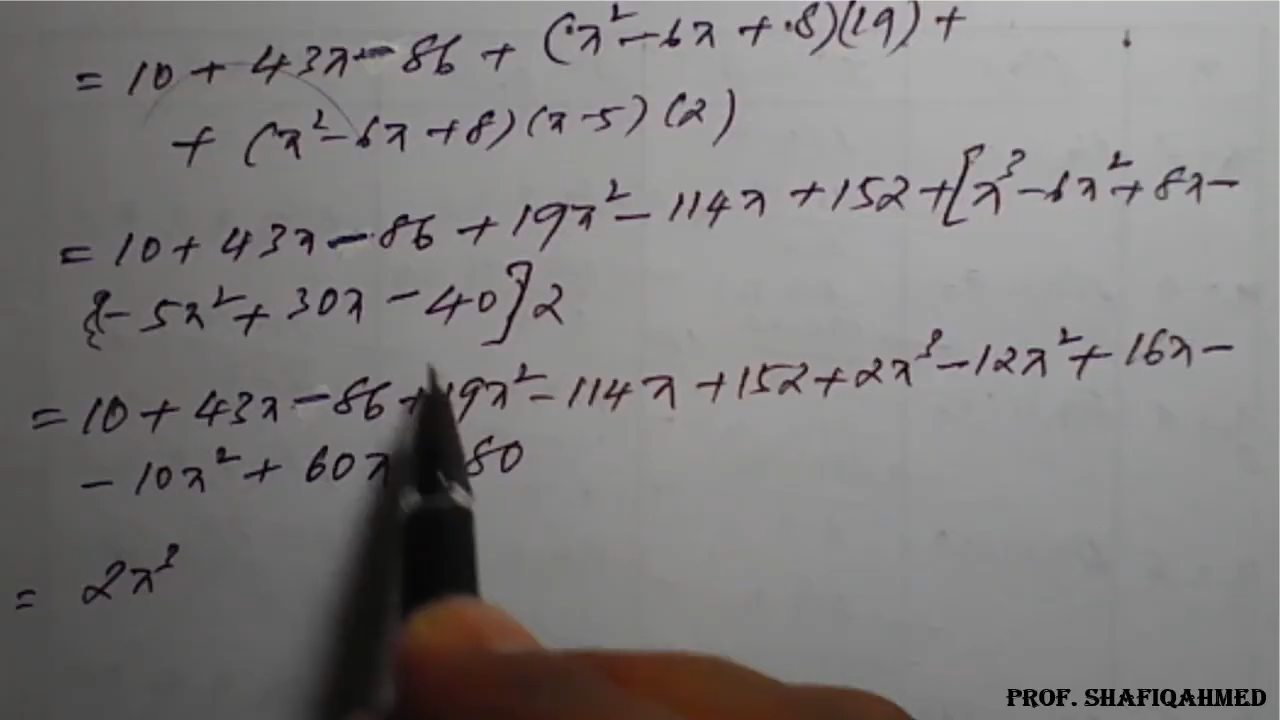 = 10 + 43x - 86 + (x² - 6x + 8)(19) +
+ (x² - 6x + 8)(x - 5)(2)
= 10 + 43x - 86 + 19x² - 114x + 152 + [x³ - 6x² + 8x -
{- 5x² + 30x - 40]2
= 10 + 43x - 86 + 19x² - 114x + 152 + 2x³ - 12x² + 16x -
- 10x² + 60x 80
= 2x³
PROF. SHAFIQAHMED